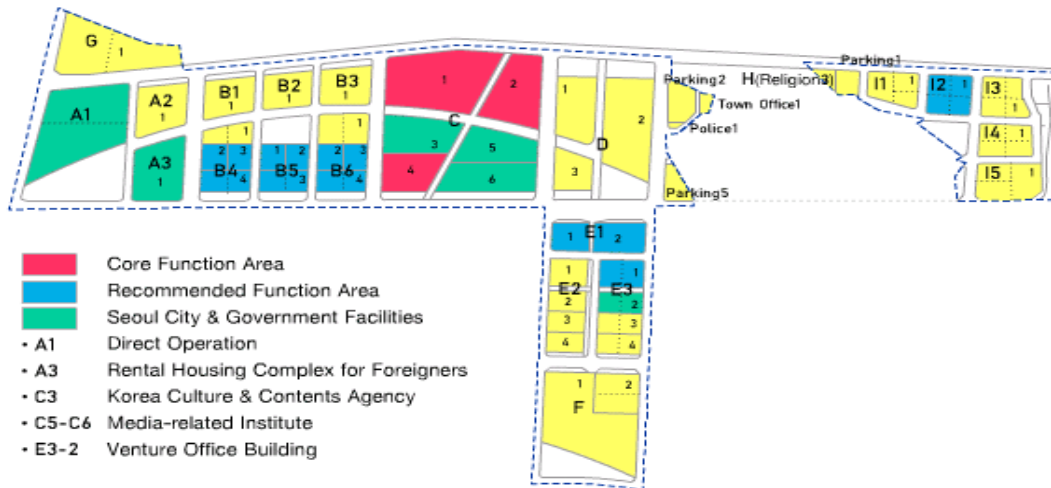 G
1
A1
A2
1
A3
1
B1
1
B2
1
B3
1
1
2 3
B4
4
1 2
B5
3
1
2 3
B6
4
1
2
C
3
4
5
6
1
2
D
3
Parking2
H(Religions)
3
Parking1
Town Office1
Police1
Parking5
I1
1
I2
1
I3
1
I4
1
I5
1
E1
1 2
1
E2
2
3
4
1
E3
2
3
4
1 2
F
Core Function Area
Recommended Function Area
Seoul City & Government Facilities
• A1 Direct Operation
• A3 Rental Housing Complex for Foreigners
• C3 Korea Culture & Contents Agency
• C5-C6 Media-related Institute
• E3-2 Venture Office Building